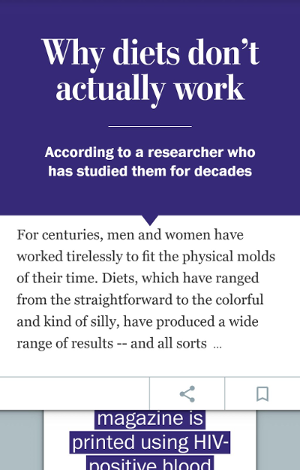 Why diets don't
actually work
According to a researcher who
has studied them for decades
For centuries, men and women have
worked tirelessly to fit the physical molds
of their time. Diets, which have ranged
from the straightforward to the colorful
and kind of silly, have produced a wide
range of results -- and all sorts ...
magazine is
printed using HIV-
positive blood